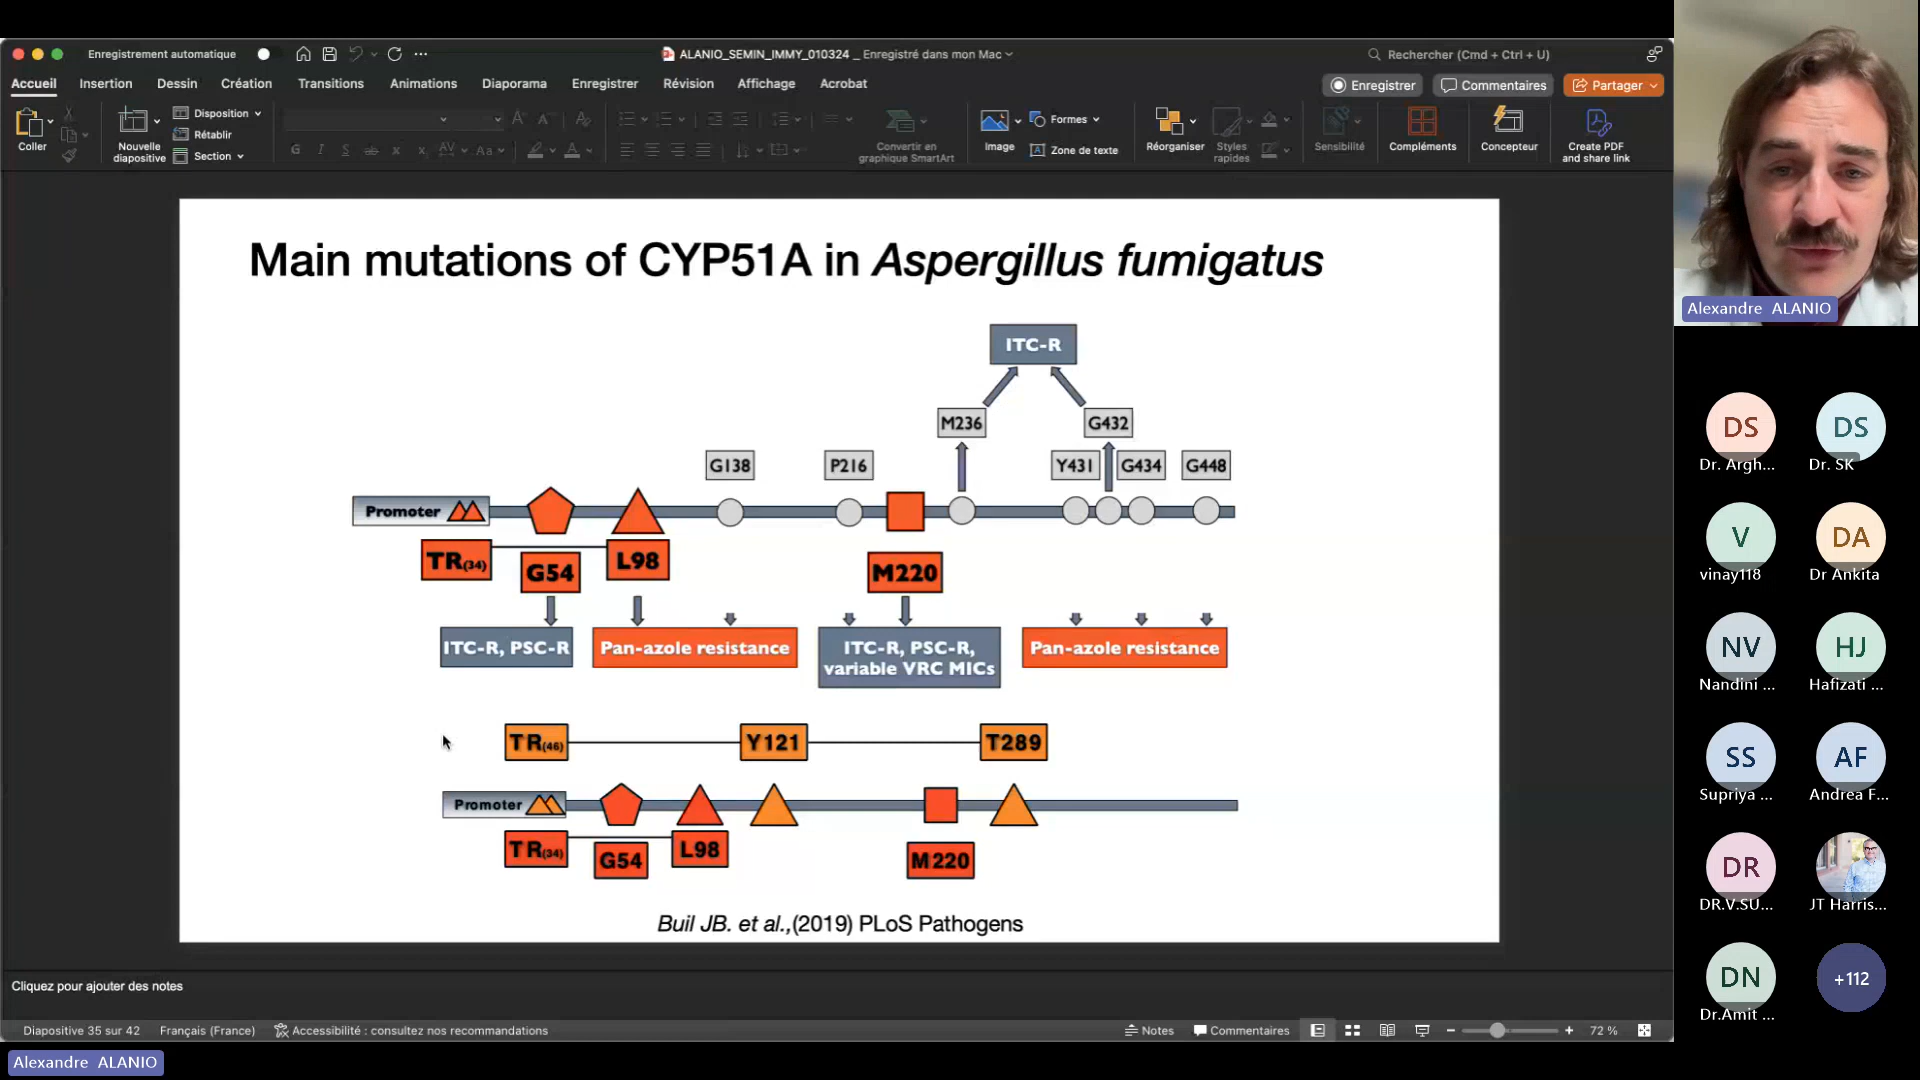 Enregistrement automatique
ALANIO_SEMIN_IMMY_010324 _ Enregistré dans mon Mac
Rechercher (Cmd + Ctrl + U)
Accueil Insertion Dessin Création Transitions Animations Diaporama Enregistrer Révision Affichage Acrobat
Enregistrer Commentaires Partager
Coller
Nouvelle diapositive
Disposition
Rétablir
Section
Convertir en graphique SmartArt
Image
Formes
Zone de texte
Réorganiser
Styles rapides
Sensibilité
Compléments
Concepteur
Create PDF and share link
Main mutations of CYP51A in Aspergillus fumigatus
ITC-R
M236 G432
G138 P216 Y431 G434 G448
Promoter
TR(34) G54 L98 M220
ITC-R, PSC-R
Pan-azole resistance
ITC-R, PSC-R,
variable VRC MICs
Pan-azole resistance
TR(46) Y121 T289
Promoter
TR(34) G54 L98 M220
Buil JB. et al.,(2019) PLoS Pathogens
Cliquez pour ajouter des notes
Diapositive 35 sur 42 Français (France) Accessibilité : consultez nos recommandations
Notes Commentaires 72 %
Alexandre ALANIO
Alexandre ALANIO
DS DS
Dr. Argh... Dr. SK
V DA
vinay118 Dr Ankita
NV HJ
Nandini ... Hafizati ...
SS AF
Supriya ... Andrea F...
DR
DR.V.SU... JT Harris...
DN +112
Dr.Amit ...